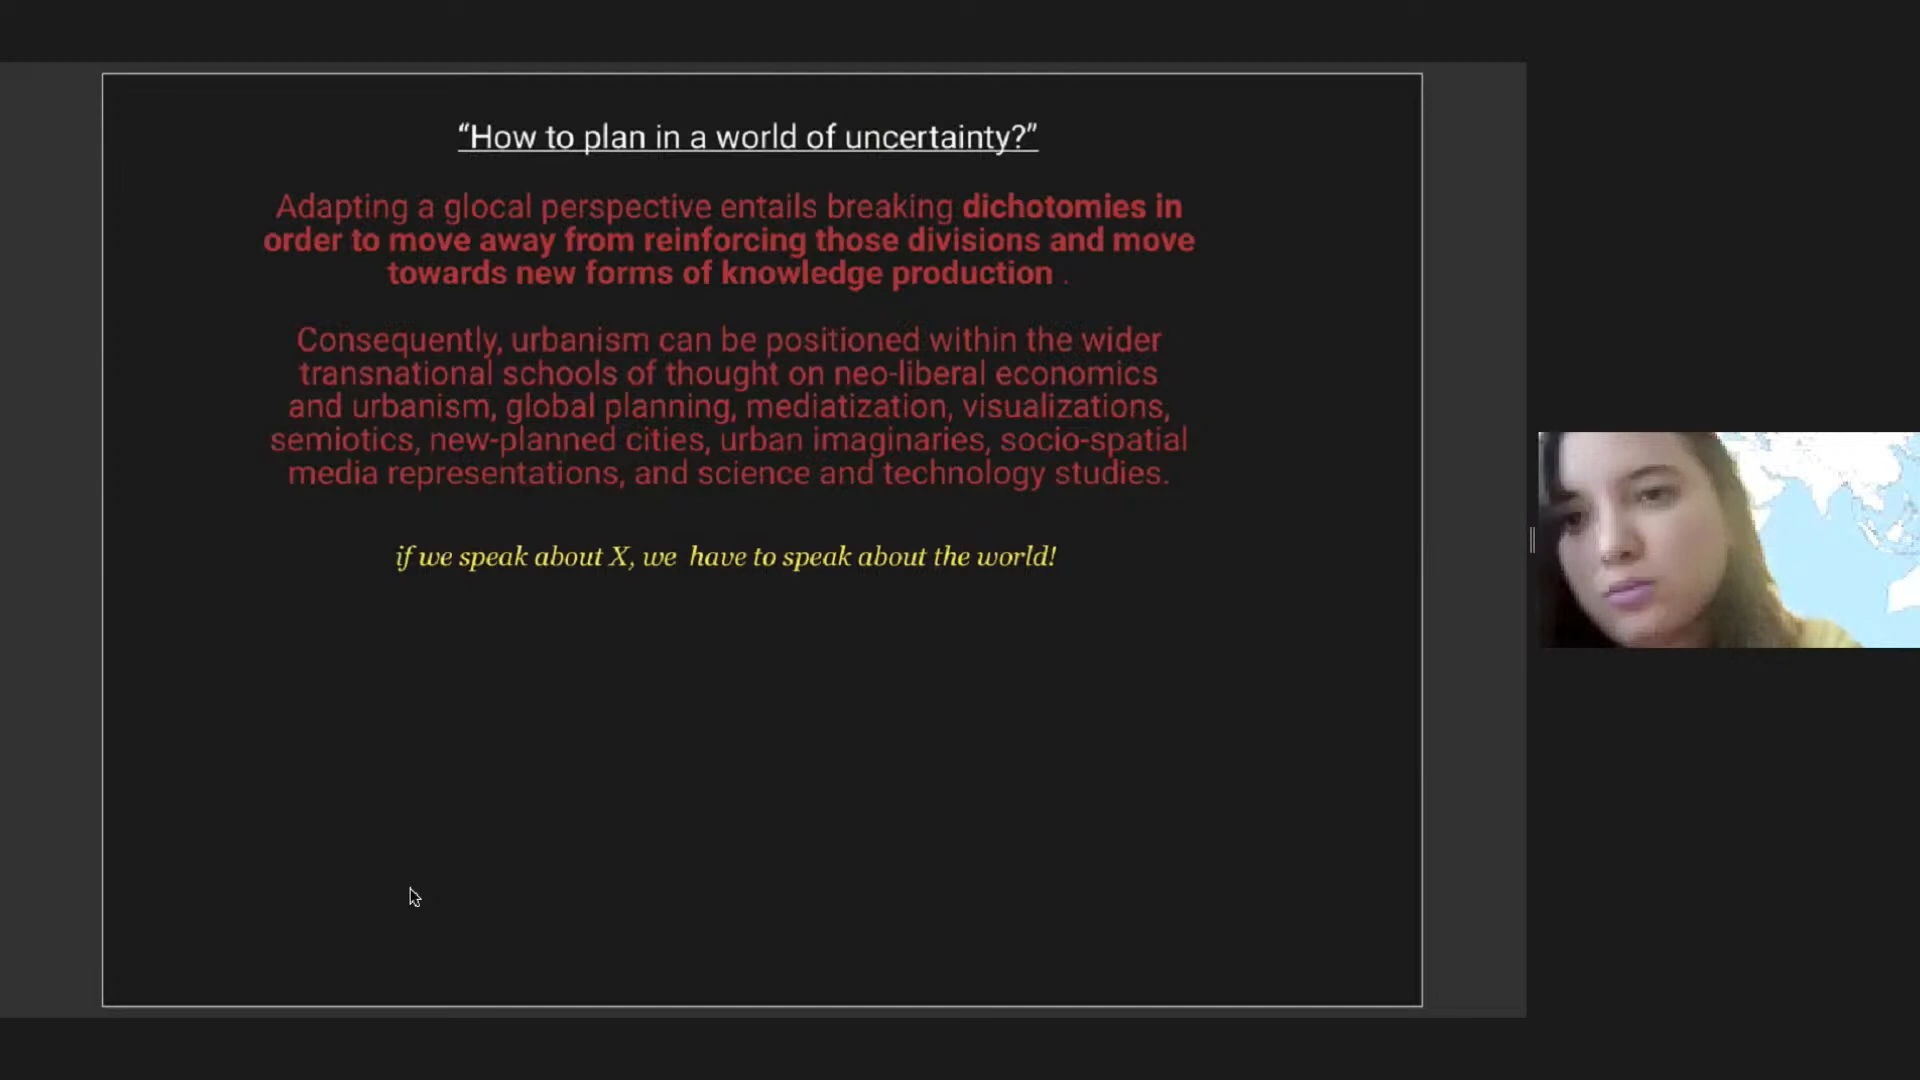 “How to plan in a world of uncertainty?”
Adapting a glocal perspective entails breaking dichotomies in
order to move away from reinforcing those divisions and move
towards new forms of knowledge production .
Consequently, urbanism can be positioned within the wider
transnational schools of thought on neo-liberal economics
and urbanism, global planning, mediatization, visualizations,
semiotics, new-planned cities, urban imaginaries, socio-spatial
media representations, and science and technology studies.
if we speak about X, we  have to speak about the world!